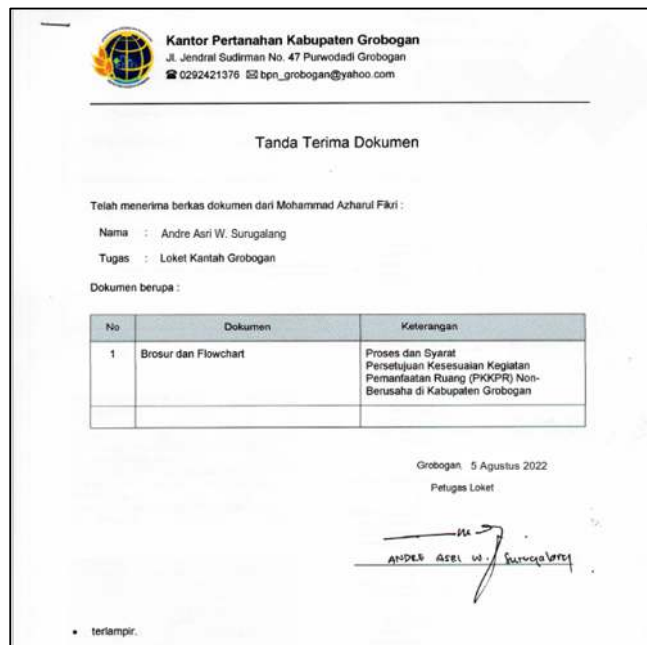 Kantor Pertanahan Kabupaten Grobogan
Jl. Jendral Sudirman No. 47 Purwodadi Grobogan
☎ 0292421376 ✉ bpn_grobogan@yahoo.com
Tanda Terima Dokumen
Telah menerima berkas dokumen dari Mohammad Azharul Fikri :
Nama : Andre Asri W. Surugalang
Tugas : Loket Kantah Grobogan
Dokumen berupa :
No Dokumen Keterangan
1 Brosur dan Flowchart Proses dan Syarat
Persetujuan Kesesuaian Kegiatan
Pemanfaatan Ruang (PKKPR) Non-
Berusaha di Kabupaten Grobogan
Grobogan, 5 Agustus 2022
Petugas Loket
ANDRE ASRI W. Surugalang
• terlampir.